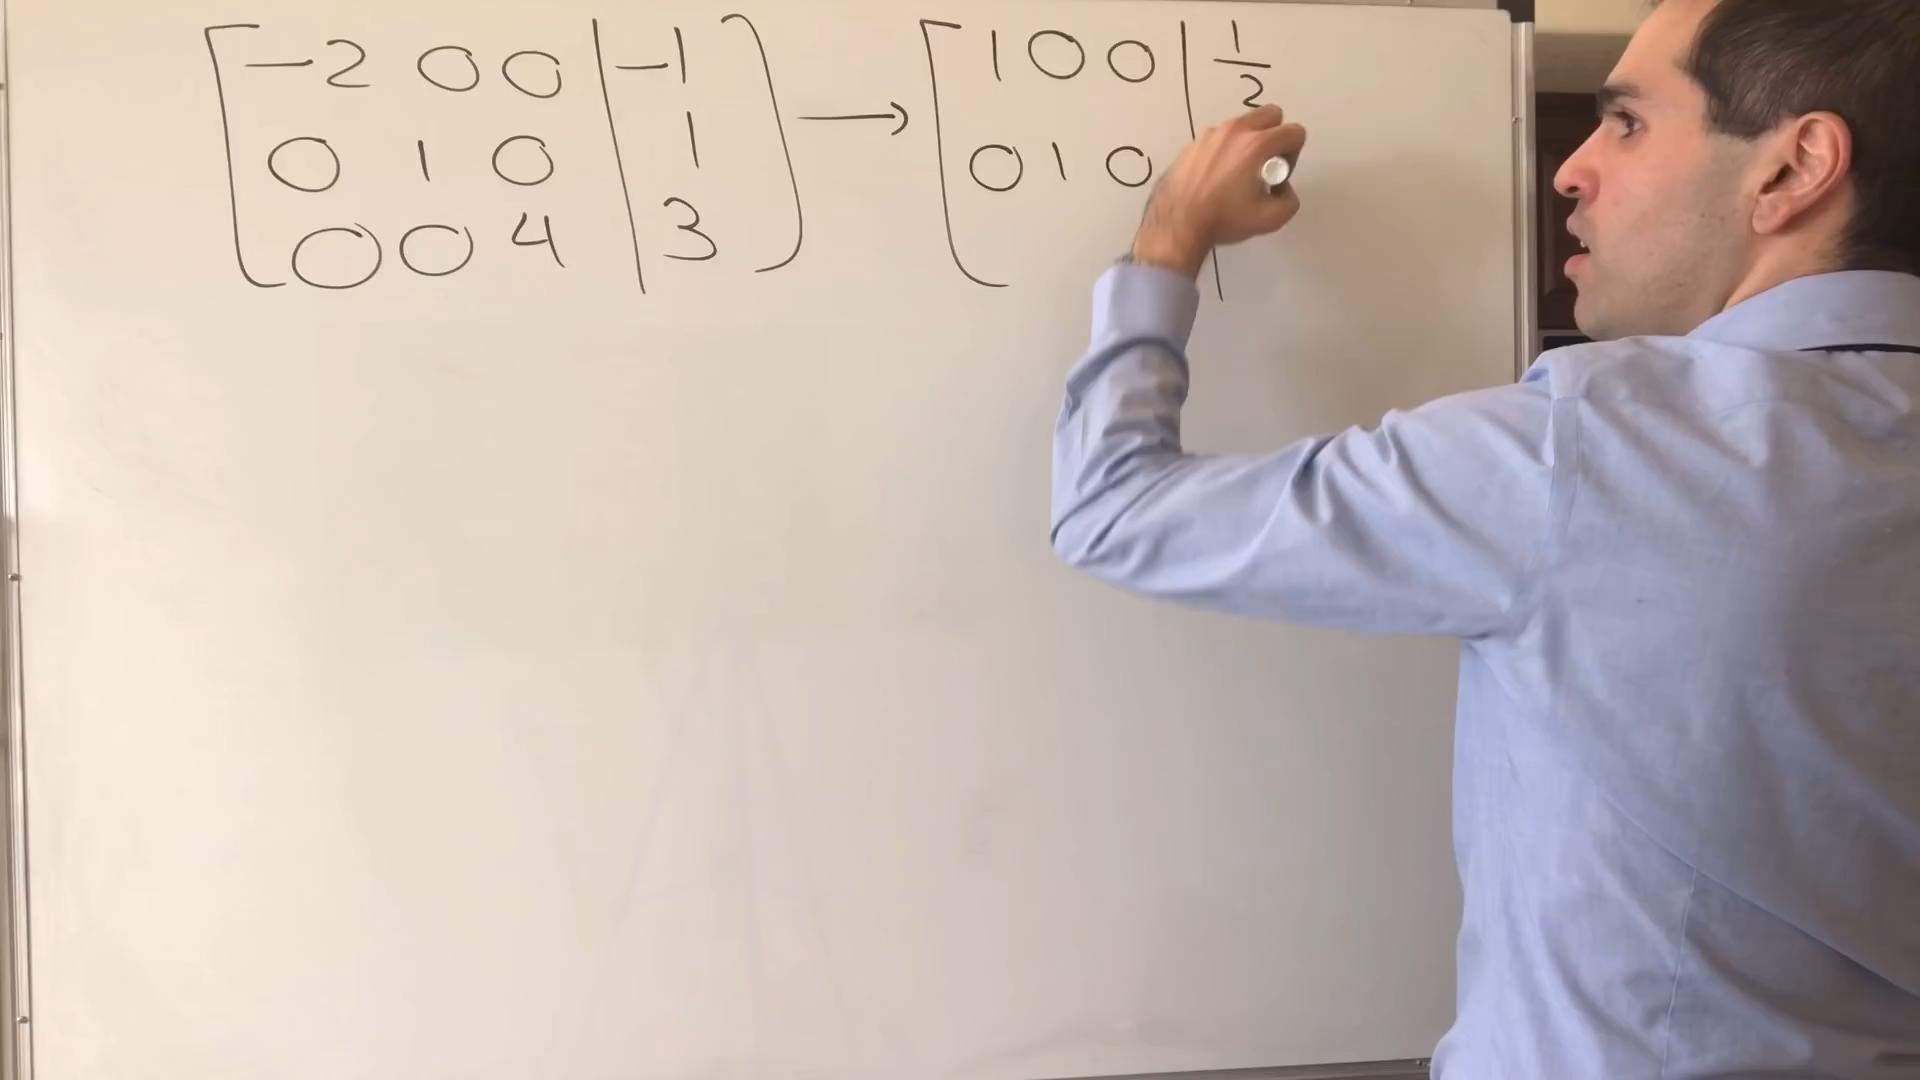 [-2 0 0 | -1] → [1 0 0 | 1/2
0 1 0 | 1 0 1 0
0 0 4 | 3